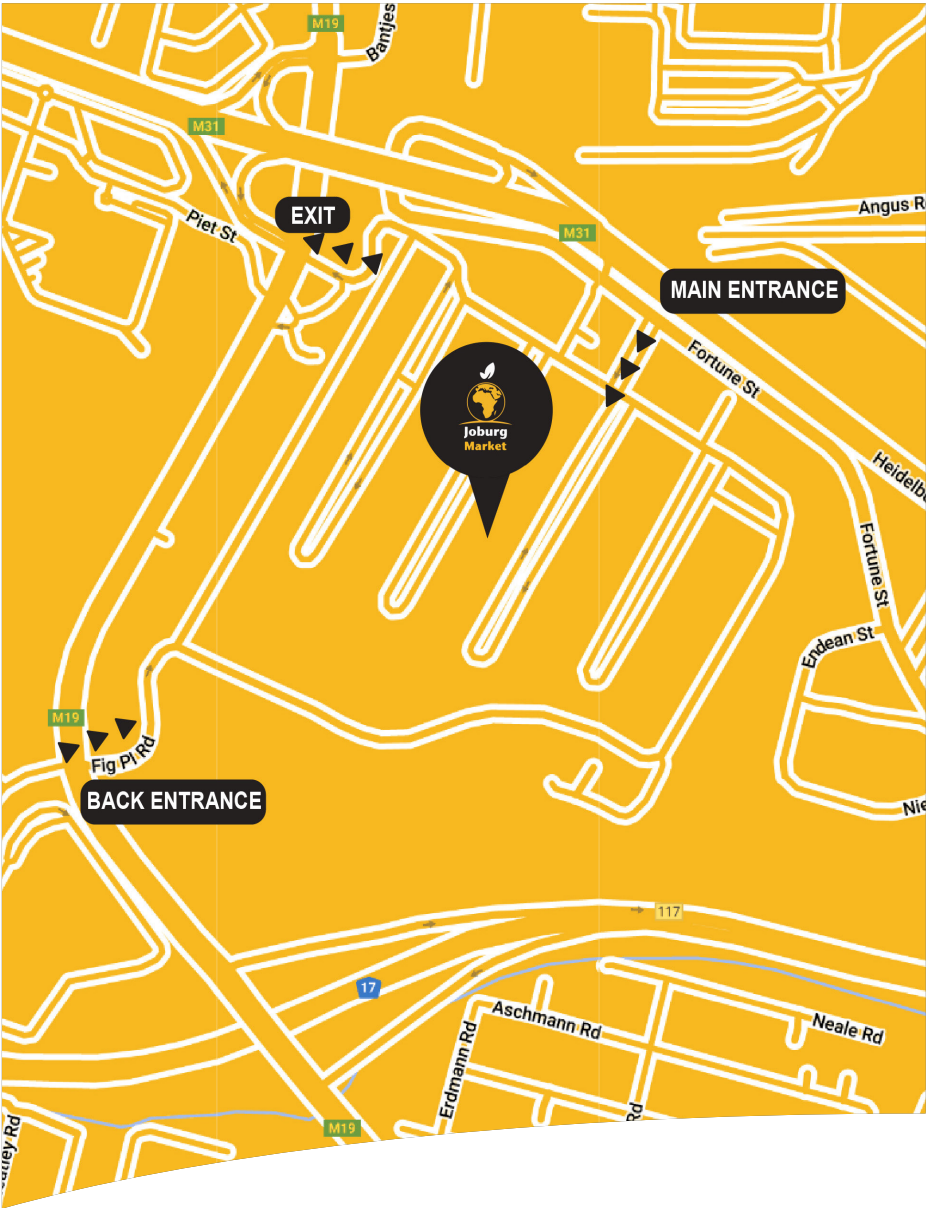 M19
Bantjes
M31
EXIT
Piet St
Angus R
M31
MAIN ENTRANCE
Fortune St
Joburg
Market
Heidelb
Fortune St
Endean St
M19
Fig Pl Rd
BACK ENTRANCE
Nie
117
17
Aschmann Rd
Neale Rd
Erdmann Rd
Rd
M19
atley Rd